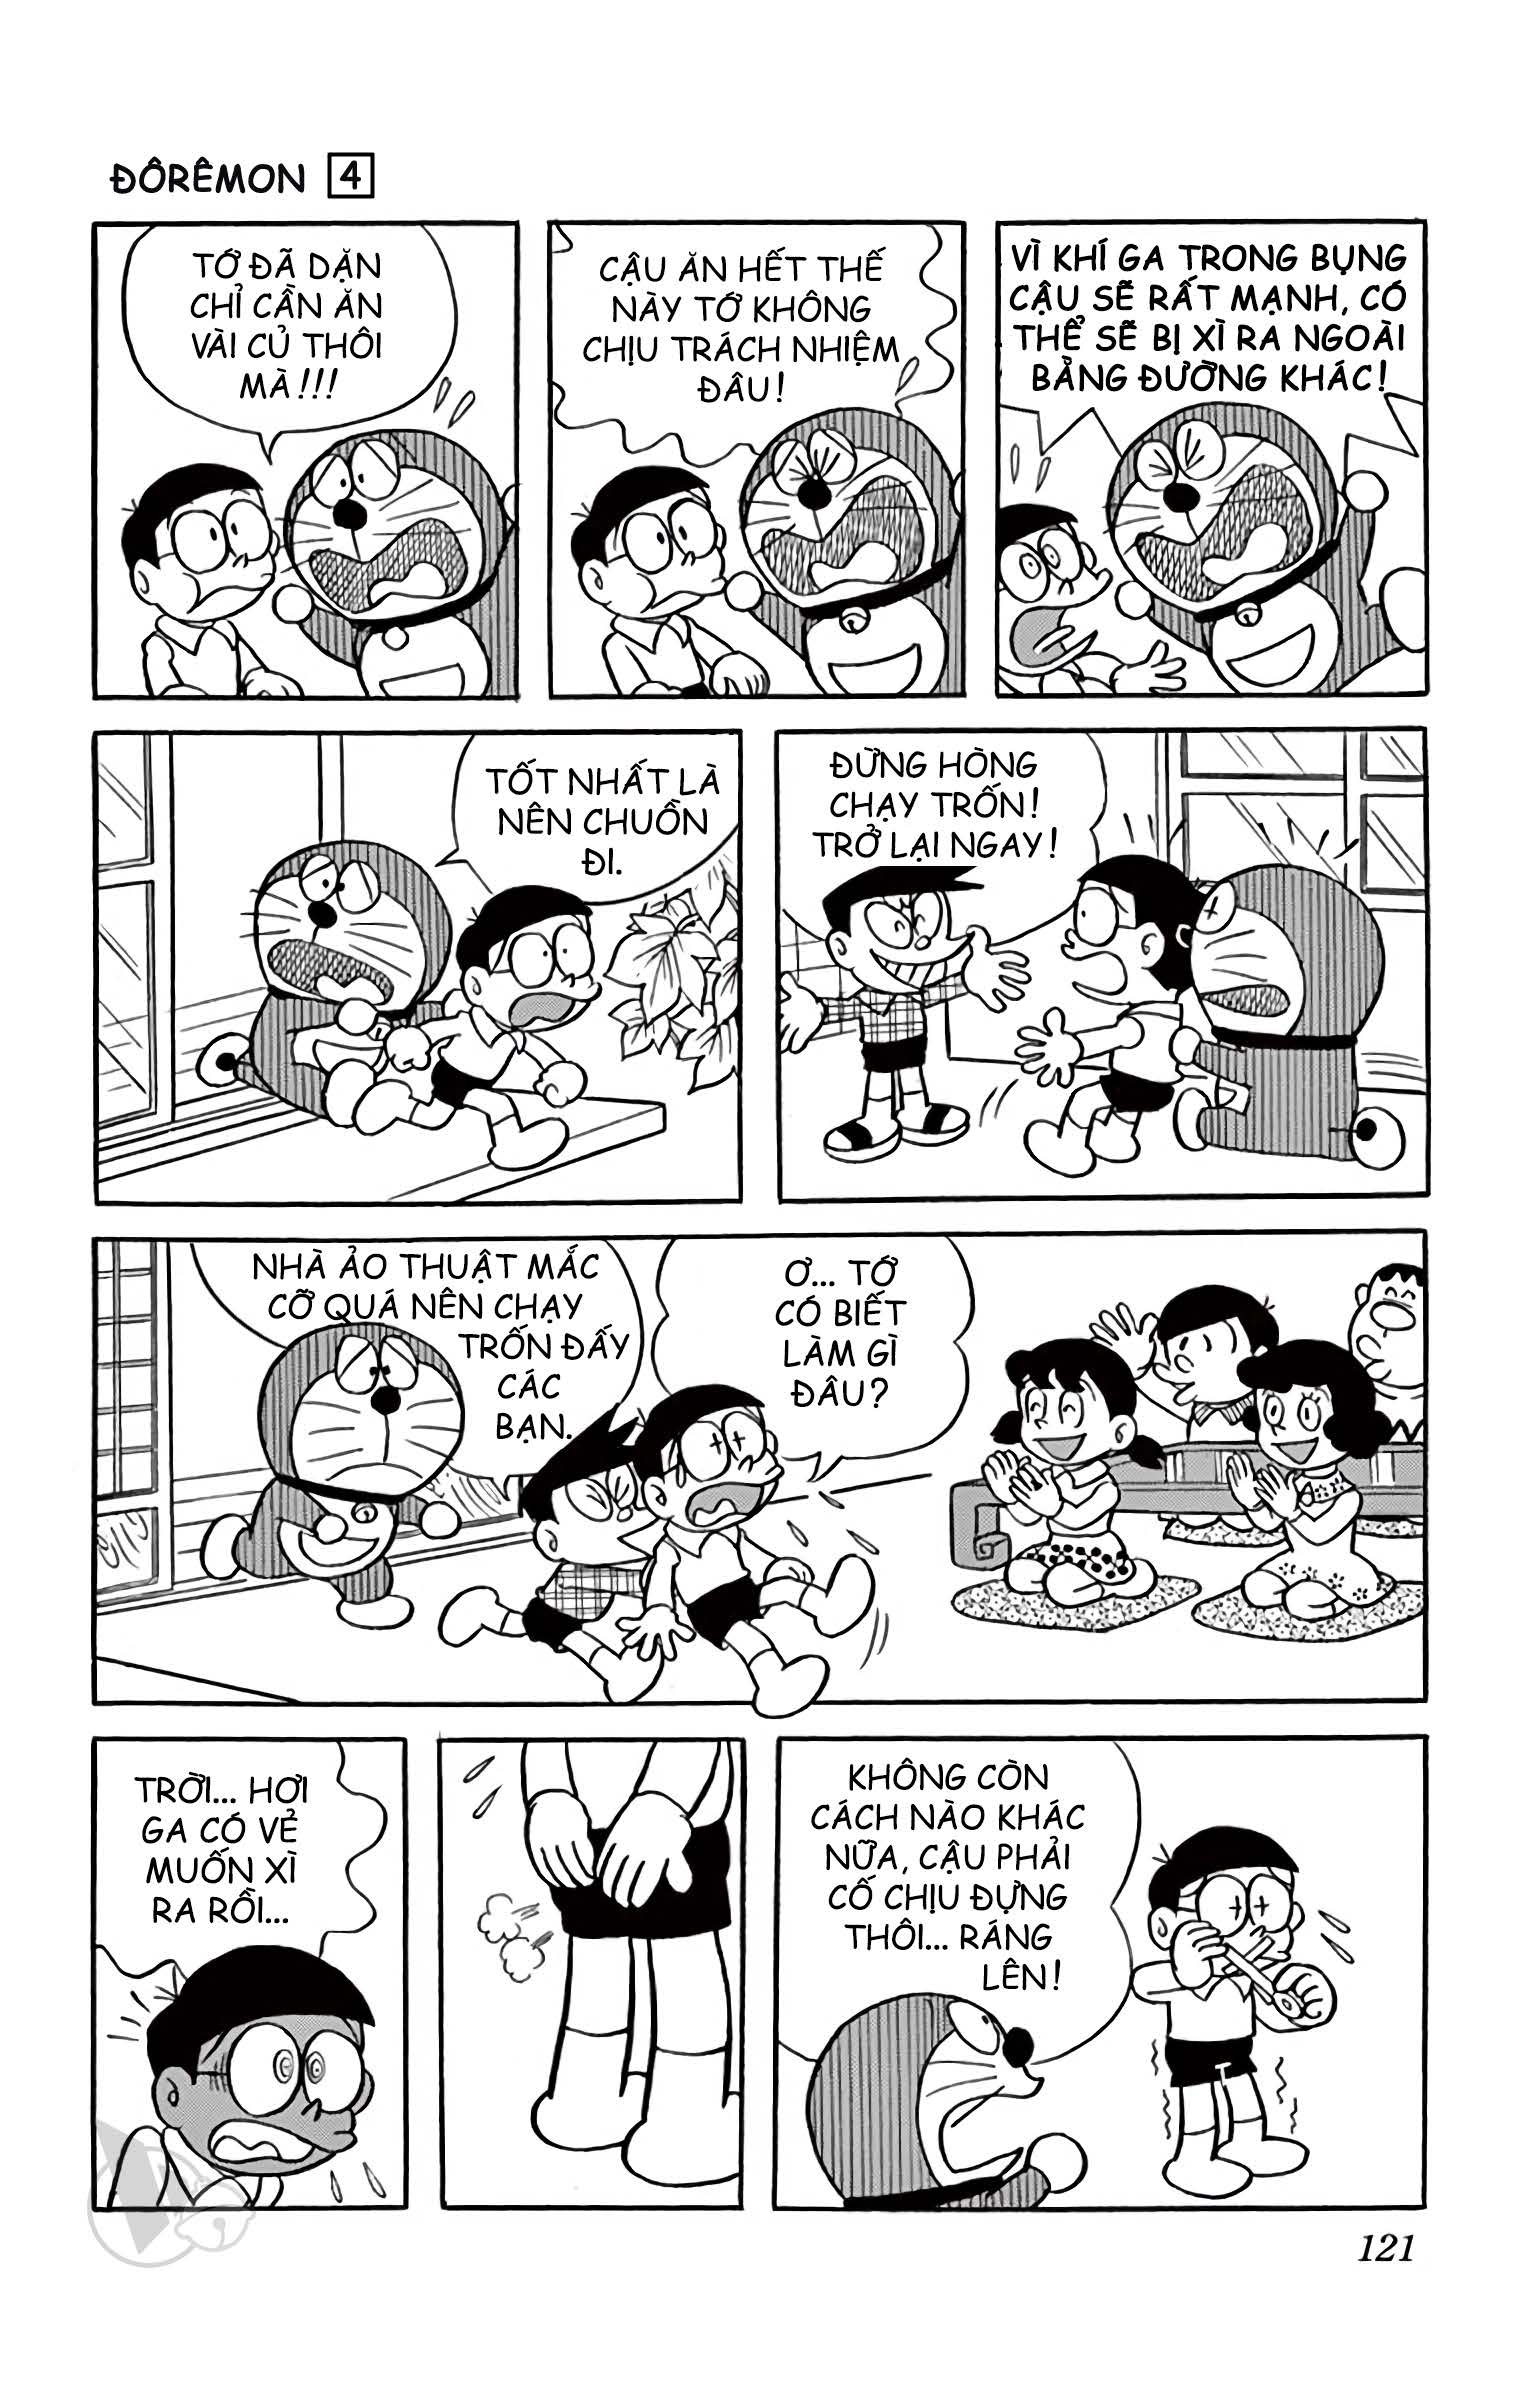 ĐÔRÊMON 4
TỚ ĐÃ DẶN
CHỈ CẦN ĂN
VÀI CỦ THÔI
MÀ!!!
CẬU ĂN HẾT THẾ
NÀY TỚ KHÔNG
CHỊU TRÁCH NHIỆM
ĐÂU!
VÌ KHÍ GA TRONG BỤNG
CẬU SẼ RẤT MẠNH, CÓ
THỂ SẼ BỊ XÌ RA NGOÀI
BẰNG ĐƯỜNG KHÁC!
TỐT NHẤT LÀ
NÊN CHUỒN
ĐI.
ĐỪNG HÒNG
CHẠY TRỐN!
TRỞ LẠI NGAY!
NHÀ ẢO THUẬT MẮC
CỠ QUÁ NÊN CHẠY
TRỐN ĐẤY
CÁC
BẠN.
Ơ... TỚ
CÓ BIẾT
LÀM GÌ
ĐÂU?
TRỜI... HƠI
GA CÓ VẺ
MUỐN XÌ
RA RỒI...
KHÔNG CÒN
CÁCH NÀO KHÁC
NỮA, CẬU PHẢI
CỐ CHỊU ĐỰNG
THÔI... RÁNG
LÊN!
121